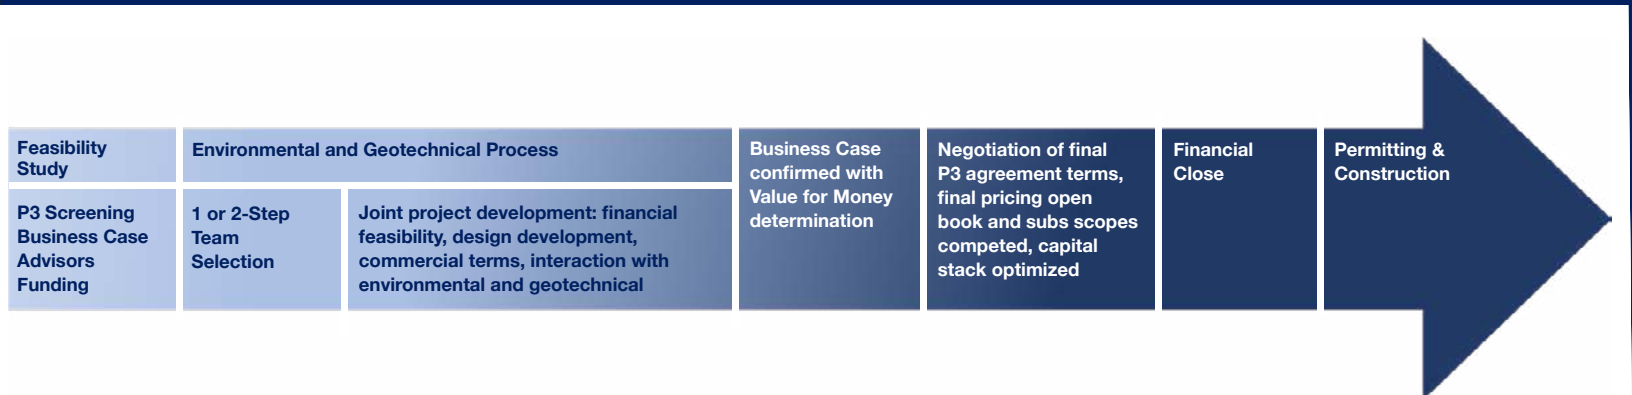 Feasibility
Study
P3 Screening
Business Case
Advisors
Funding
Environmental and Geotechnical Process
1 or 2-Step
Team
Selection
Joint project development: financial
feasibility, design development,
commercial terms, interaction with
environmental and geotechnical
Business Case
confirmed with
Value for Money
determination
Negotiation of final
P3 agreement terms,
final pricing open
book and subs scopes
competed, capital
stack optimized
Financial
Close
Permitting &
Construction